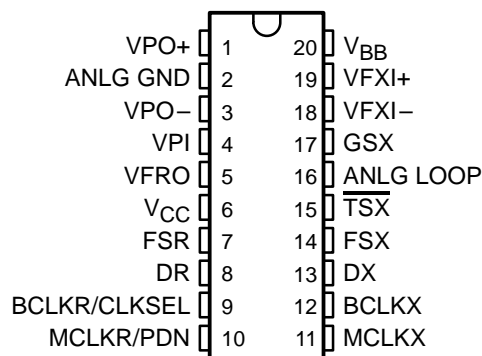 VPO+ 1 20 VBB
ANLG GND 2 19 VFXI+
VPO− 3 18 VFXI−
VPI 4 17 GSX
VFRO 5 16 ANLG LOOP
VCC 6 15 TSX
FSR 7 14 FSX
DR 8 13 DX
BCLKR/CLKSEL 9 12 BCLKX
MCLKR/PDN 10 11 MCLKX